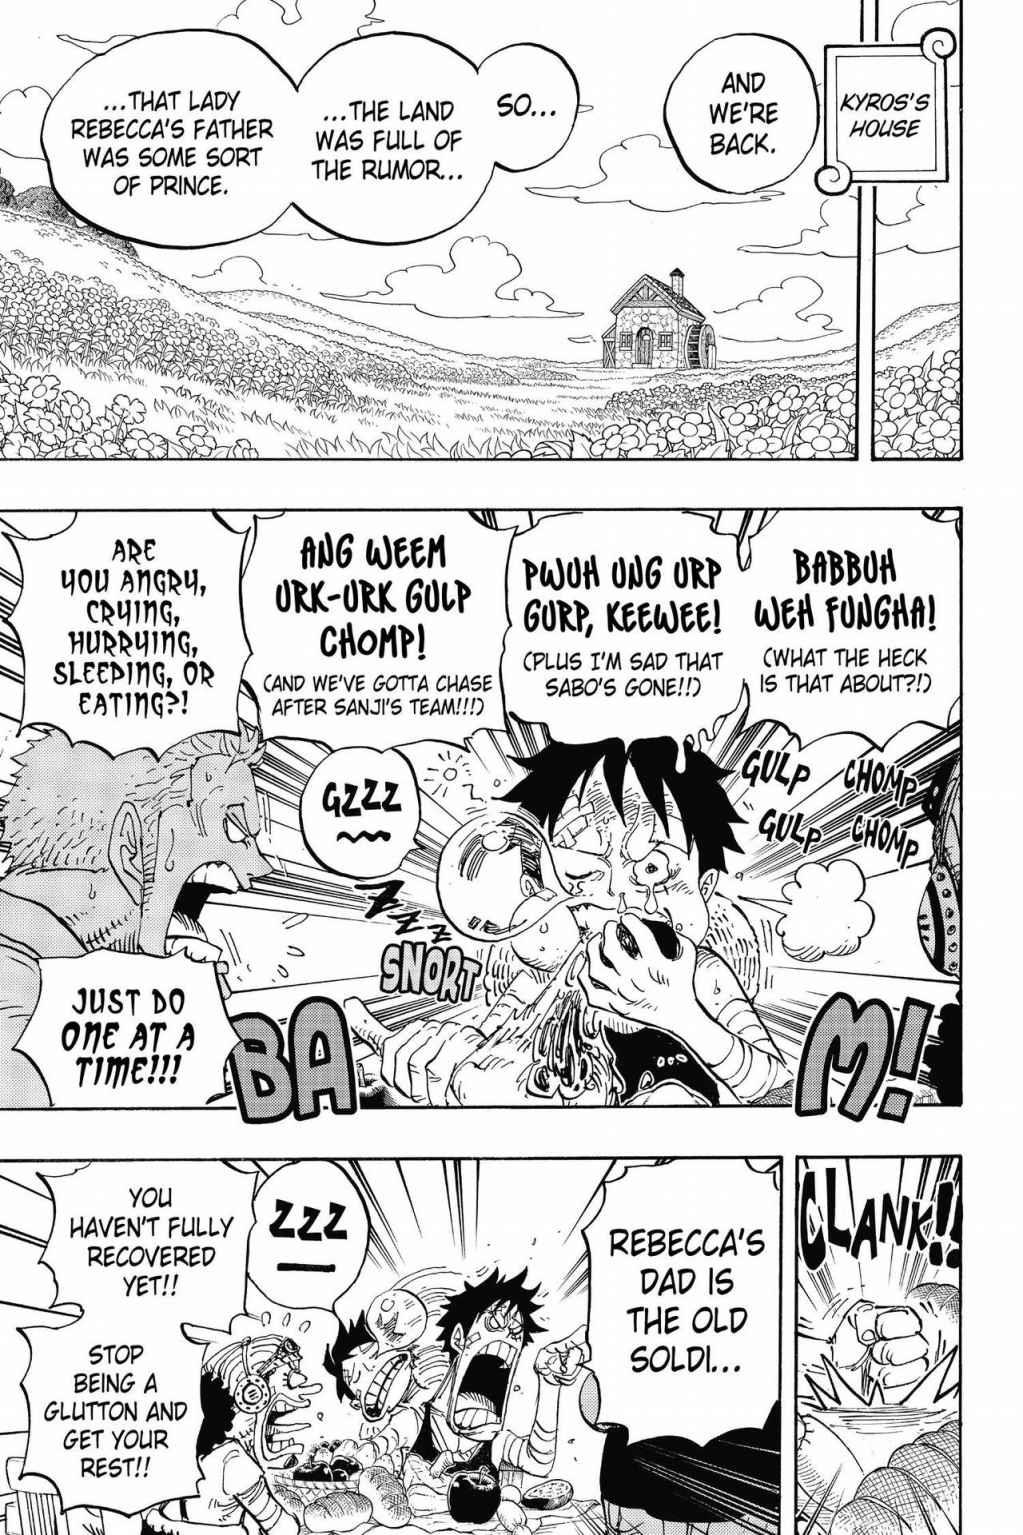 KYROS'S
HOUSE
AND
WE'RE
BACK.
SO...
...THE LAND
WAS FULL OF
THE RUMOR...
...THAT LADY
REBECCA'S FATHER
WAS SOME SORT
OF PRINCE.
BABBUH
WEH FUNGHA!
(WHAT THE HECK
IS THAT ABOUT?!)
PWUH UNG URP
GURP, KEEWEE!
(PLUS I'M SAD THAT
SABO'S GONE!!)
ANG WEEM
URK-URK GULP
CHOMP!
(AND WE'VE GOTTA CHASE
AFTER SANJI'S TEAM!!!)
ARE
YOU ANGRY,
CRYING,
HURRYING,
SLEEPING, OR
EATING?!
GULP
CHOMP
GULP
CHOMP
GZZZ
ZZZ
SNORT
JUST DO
ONE AT A
TIME!!!
BA
M!
CLANK!!
REBECCA'S
DAD IS
THE OLD
SOLDI...
ZZZ
YOU
HAVEN'T FULLY
RECOVERED
YET!!
STOP
BEING A
GLUTTON AND
GET YOUR
REST!!